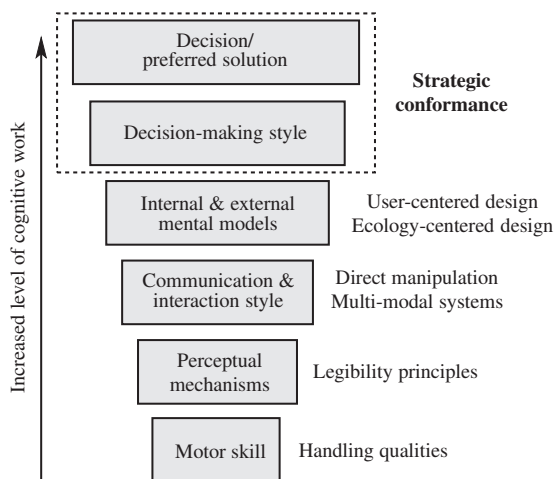 Decision/
preferred solution
Strategic
conformance
Decision-making style
Internal & external
mental models
User-centered design
Ecology-centered design
Communication &
interaction style
Direct manipulation
Multi-modal systems
Perceptual
mechanisms
Legibility principles
Motor skill
Handling qualities
Increased level of cognitive work